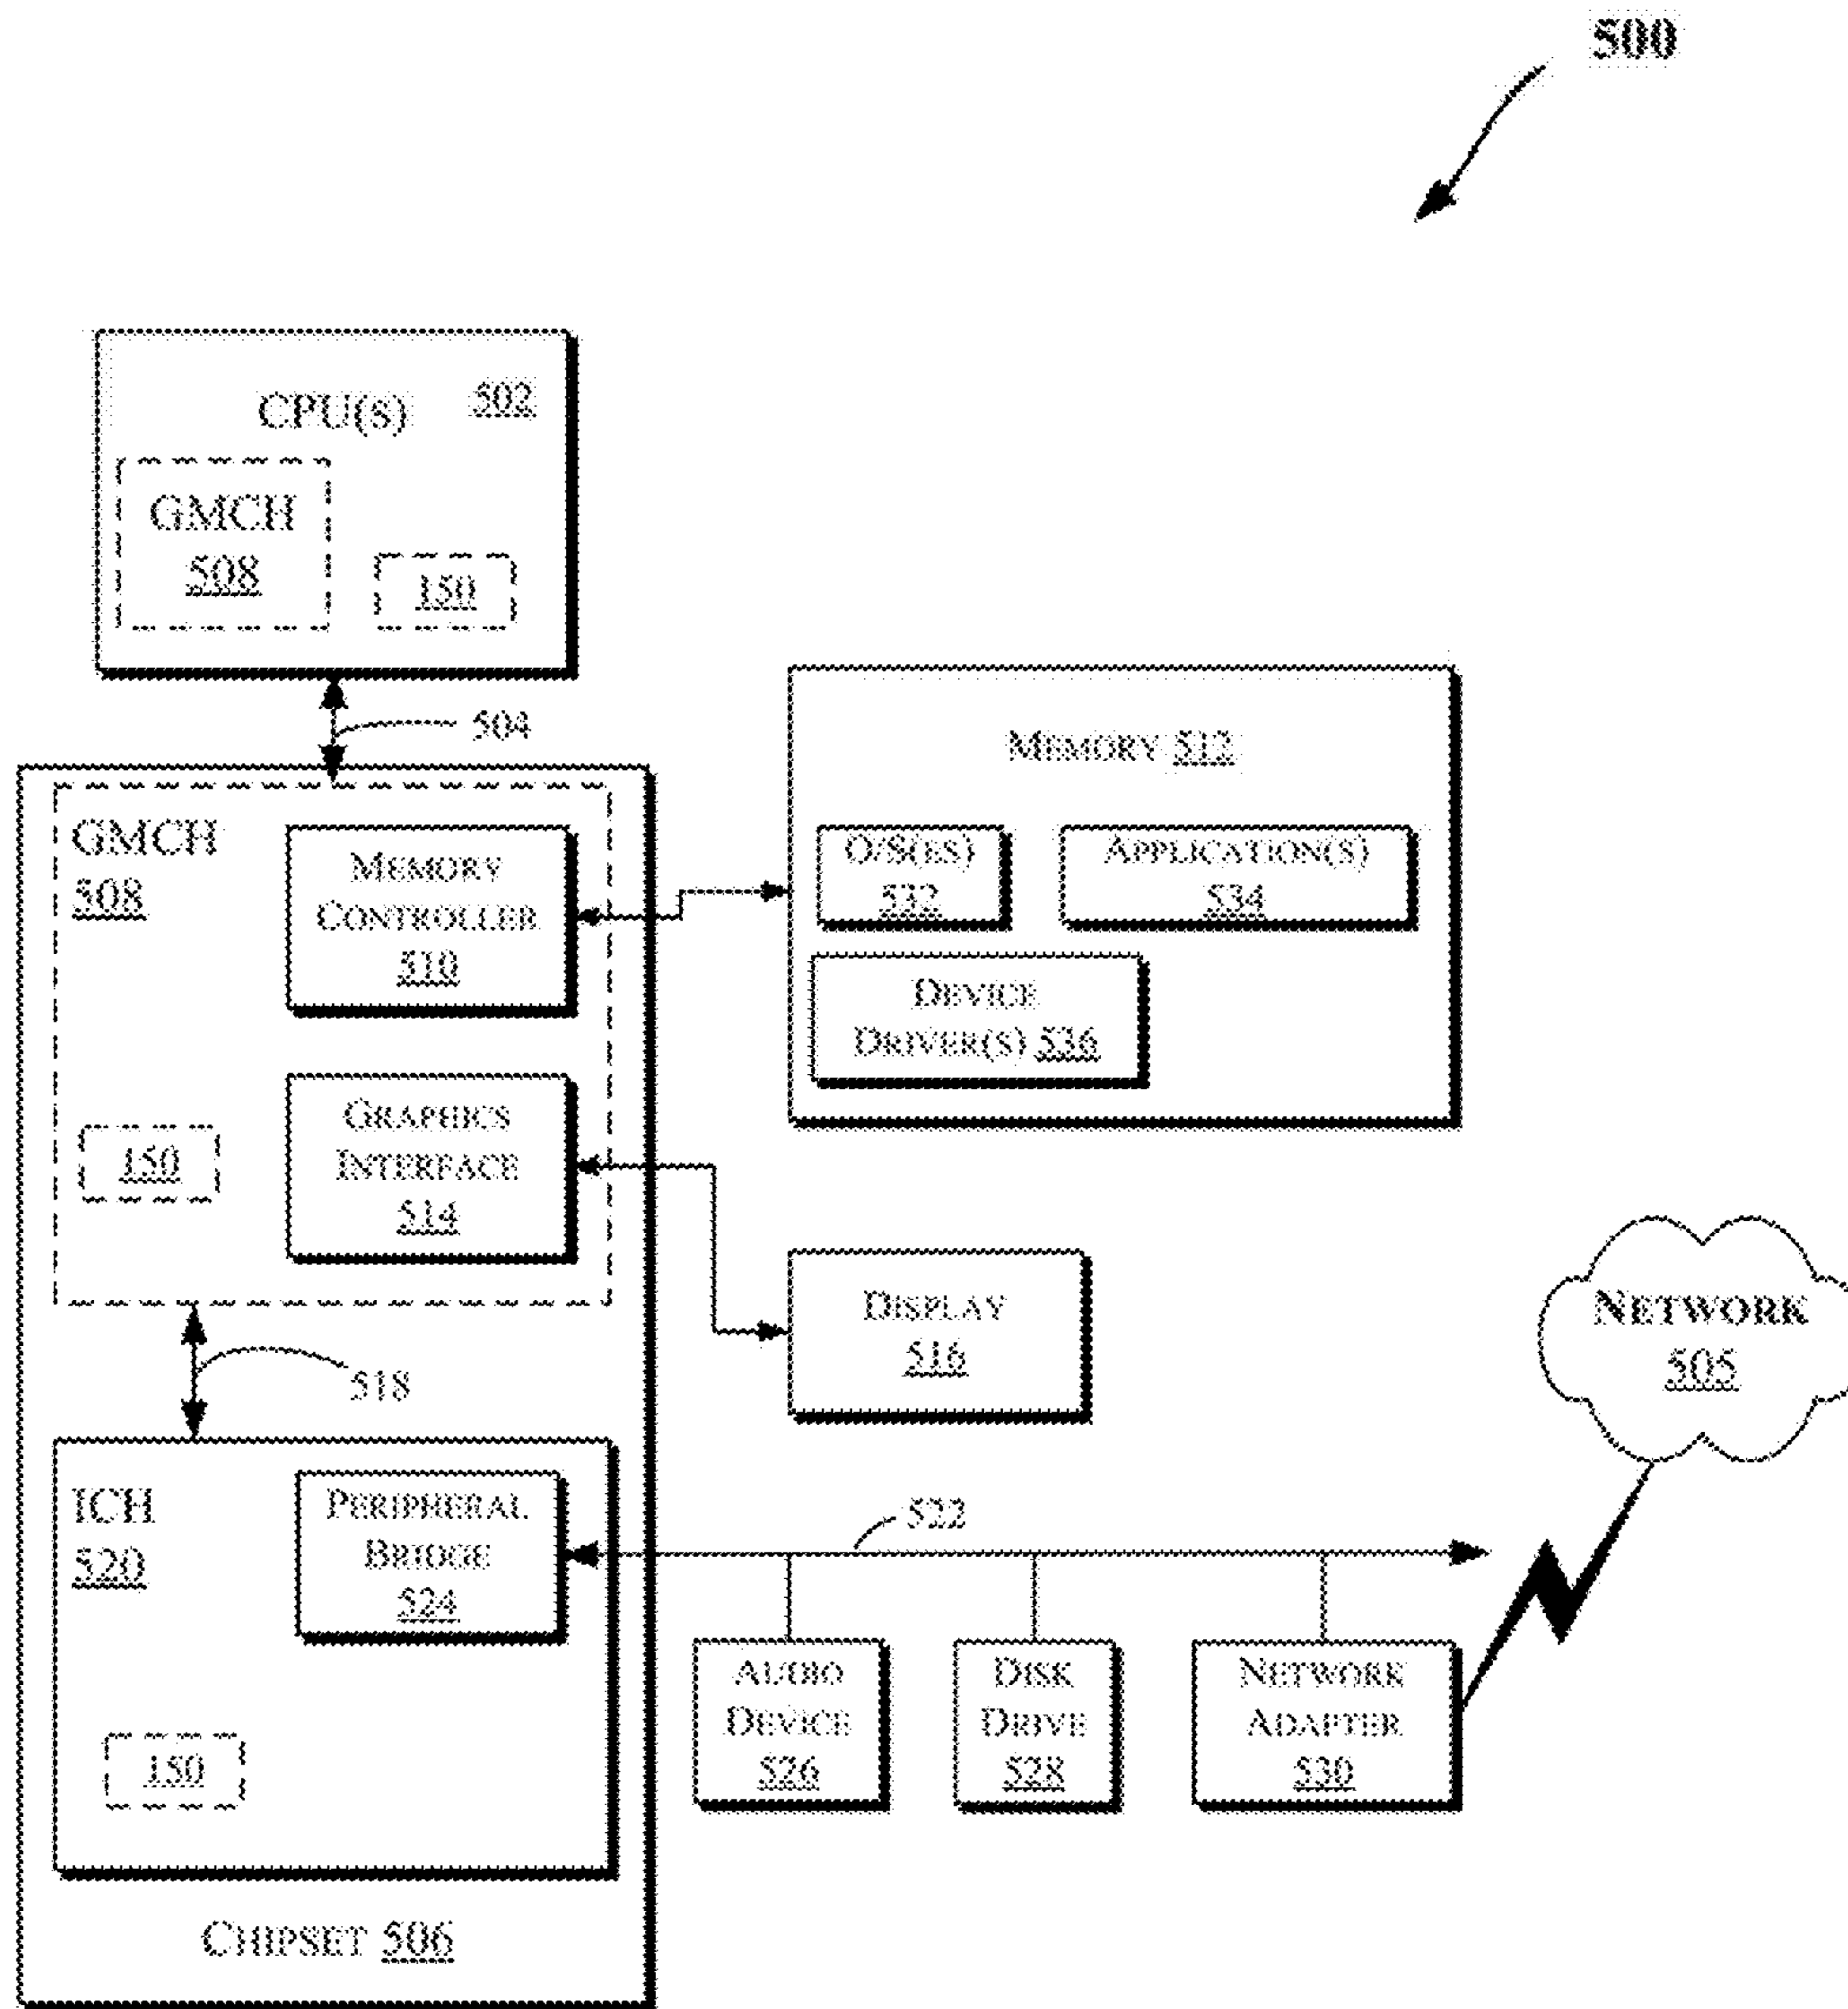 500
CPU(s) 502
GMCH
508
150
504
MEMORY 512
O/S(ES)
532
APPLICATION(S)
534
DEVICE
DRIVER(S) 536
GMCH
508
MEMORY
CONTROLLER
510
GRAPHICS
INTERFACE
514
150
DISPLAY
516
NETWORK
505
518
ICH
520
PERIPHERAL
BRIDGE
524
522
AUDIO
DEVICE
526
DISK
DRIVE
528
NETWORK
ADAPTER
530
150
CHIPSET 506